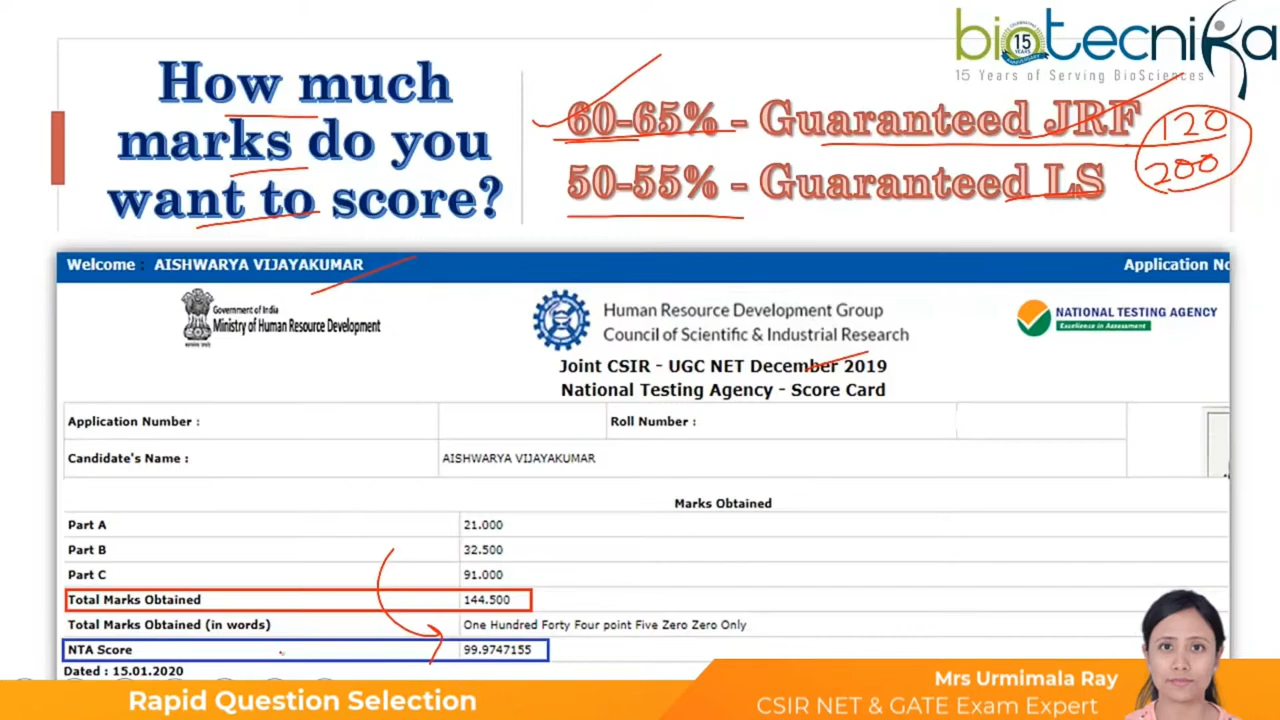 biotecnika
CELEBRATING
15
YEARS
15 Years of Serving BioSciences
How much
marks do you
want to score?
60-65% - Guaranteed JRF
120
200
50-55% - Guaranteed LS
Welcome : AISHWARYA VIJAYAKUMAR
Application No
Government of India
Ministry of Human Resource Development
Human Resource Development Group
Council of Scientific & Industrial Research
NATIONAL TESTING AGENCY
Excellence in Assessment
Joint CSIR - UGC NET December 2019
National Testing Agency - Score Card
Application Number :
Roll Number :
Candidate's Name : AISHWARYA VIJAYAKUMAR
Marks Obtained
Part A 21.000
Part B 32.500
Part C 91.000
Total Marks Obtained 144.500
Total Marks Obtained (in words) One Hundred Forty Four point Five Zero Zero Only
NTA Score 99.9747155
Dated : 15.01.2020
Rapid Question Selection
Mrs Urmimala Ray
CSIR NET & GATE Exam Expert